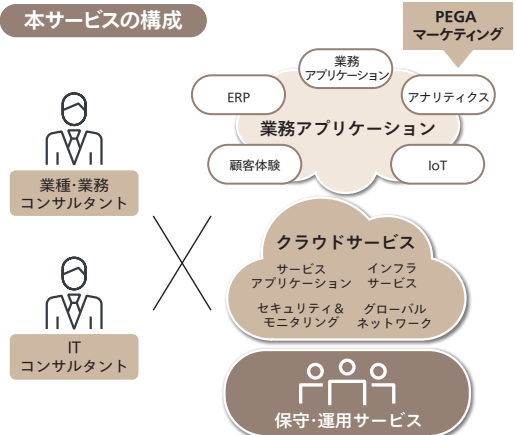 本サービスの構成
PEGA
マーケティング
業務
アプリケーション
ERP
アナリティクス
業務アプリケーション
顧客体験
IoT
業種・業務
コンサルタント
クラウドサービス
サービス
アプリケーション
インフラ
サービス
セキュリティ&
モニタリング
グローバル
ネットワーク
IT
コンサルタント
保守・運用サービス